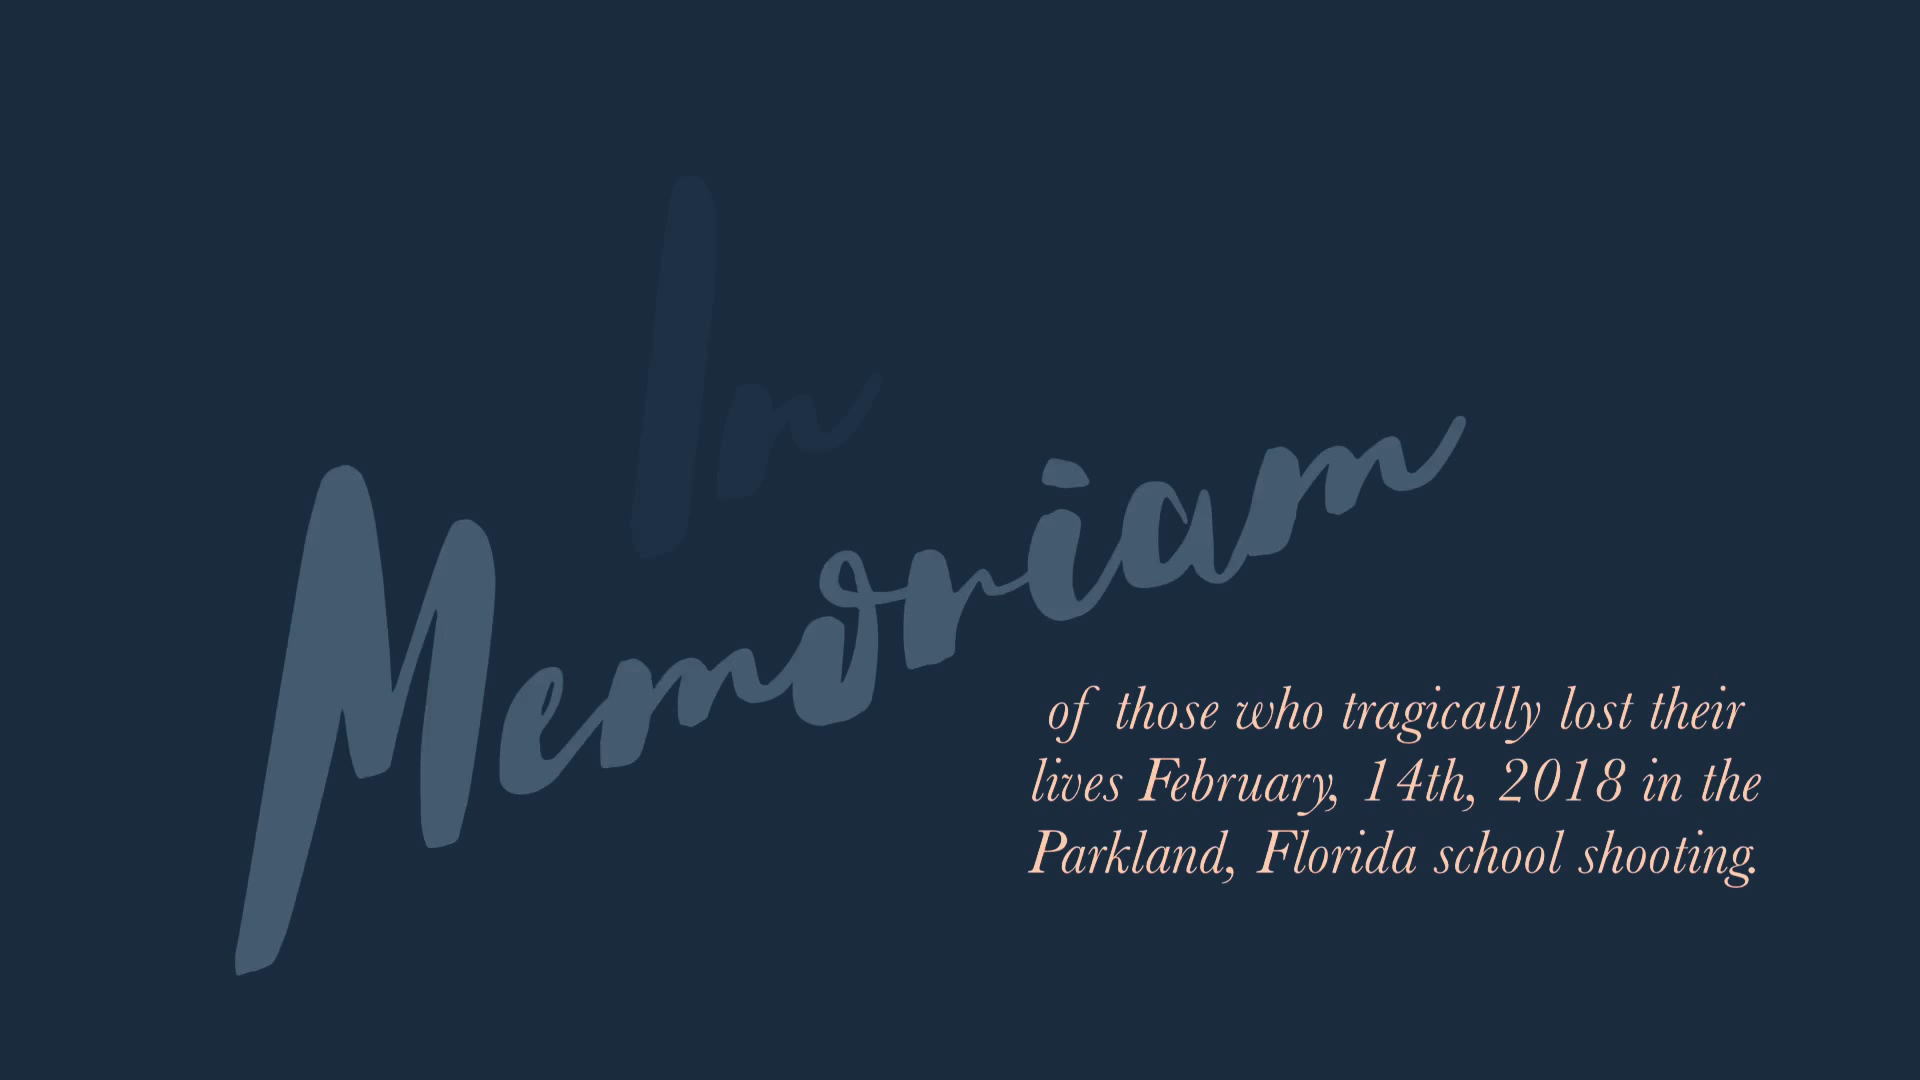 In
Memoriam
of those who tragically lost their
lives February, 14th, 2018 in the
Parkland, Florida school shooting.